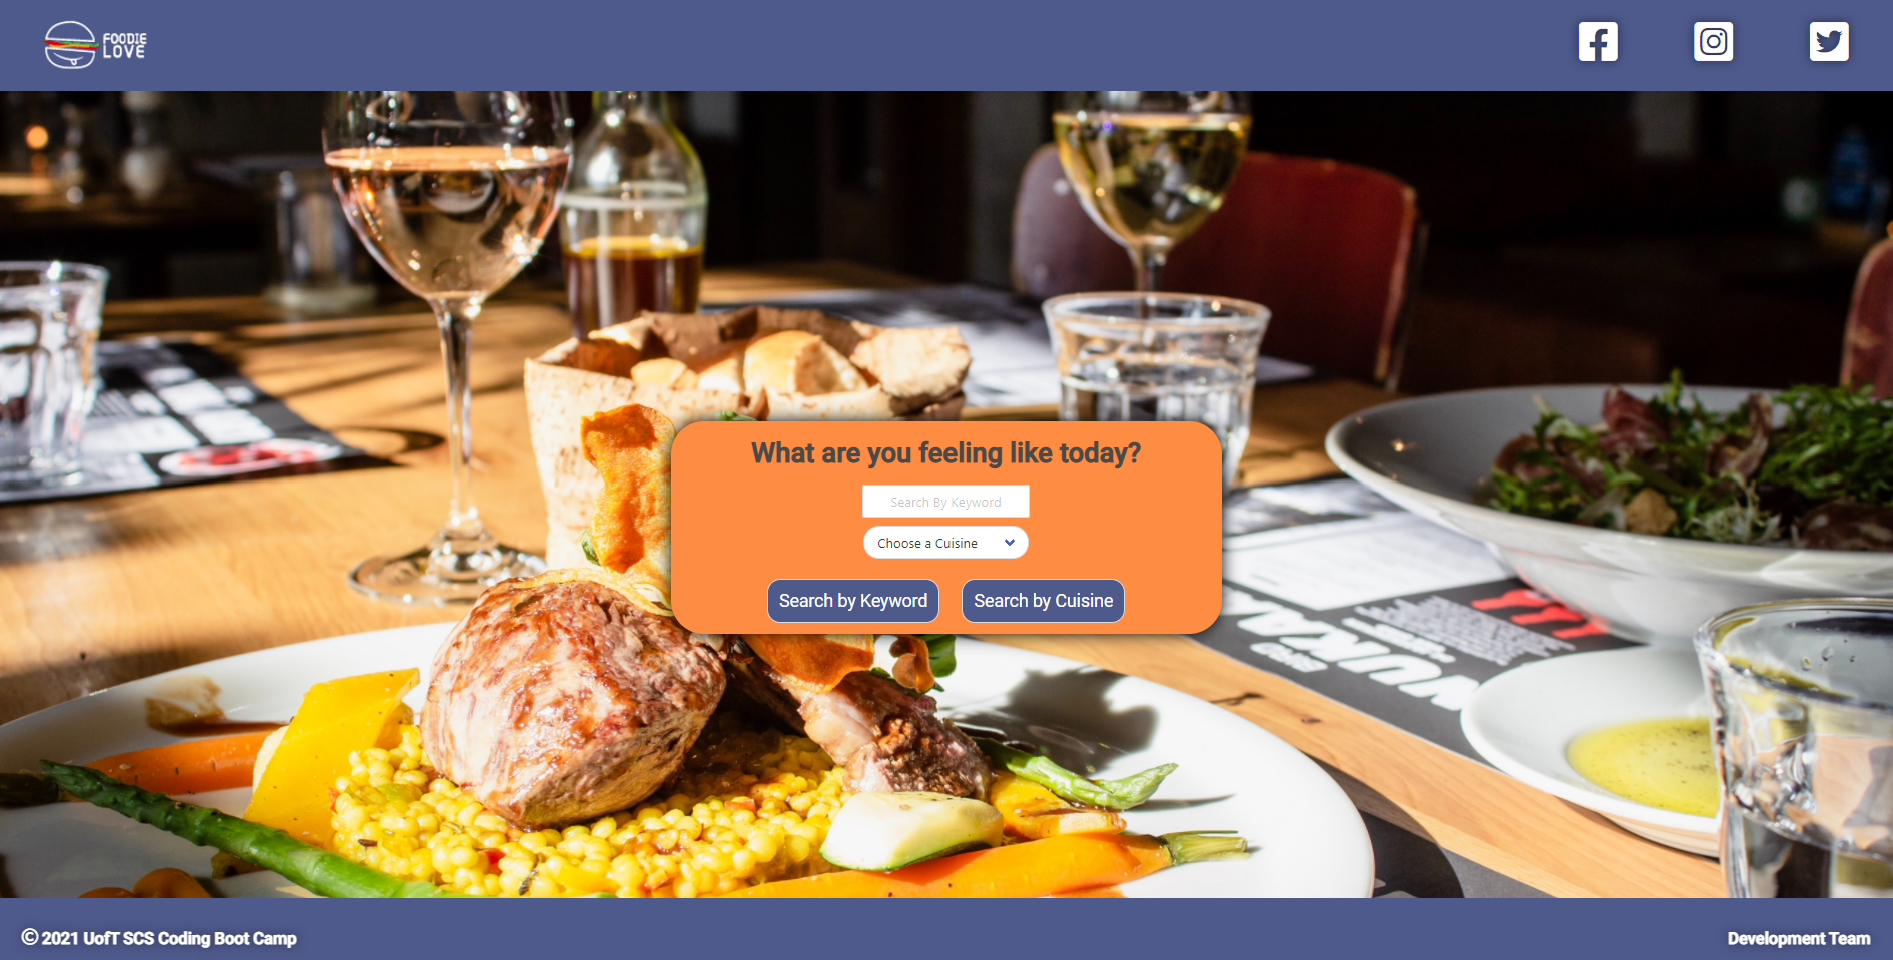 FOODIE
LOVE
What are you feeling like today?
Search By Keyword
Choose a Cuisine
Search by Keyword
Search by Cuisine
© 2021 UofT SCS Coding Boot Camp
Development Team